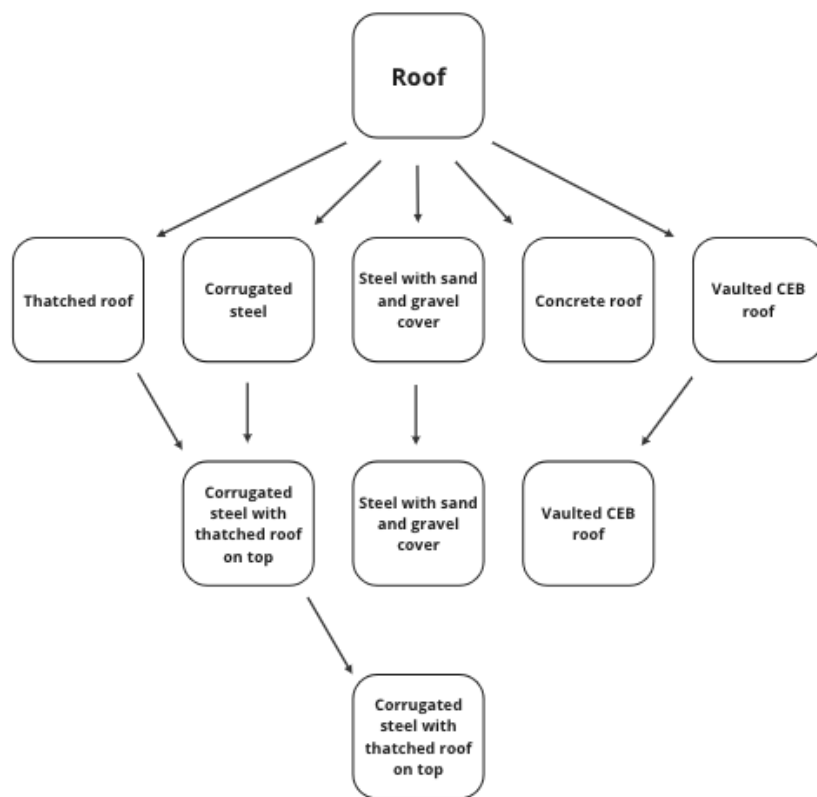 Roof
Thatched roof
Corrugated
steel
Steel with sand
and gravel
cover
Concrete roof
Vaulted CEB
roof
Corrugated
steel with
thatched roof
on top
Steel with sand
and gravel
cover
Vaulted CEB
roof
Corrugated
steel with
thatched roof
on top